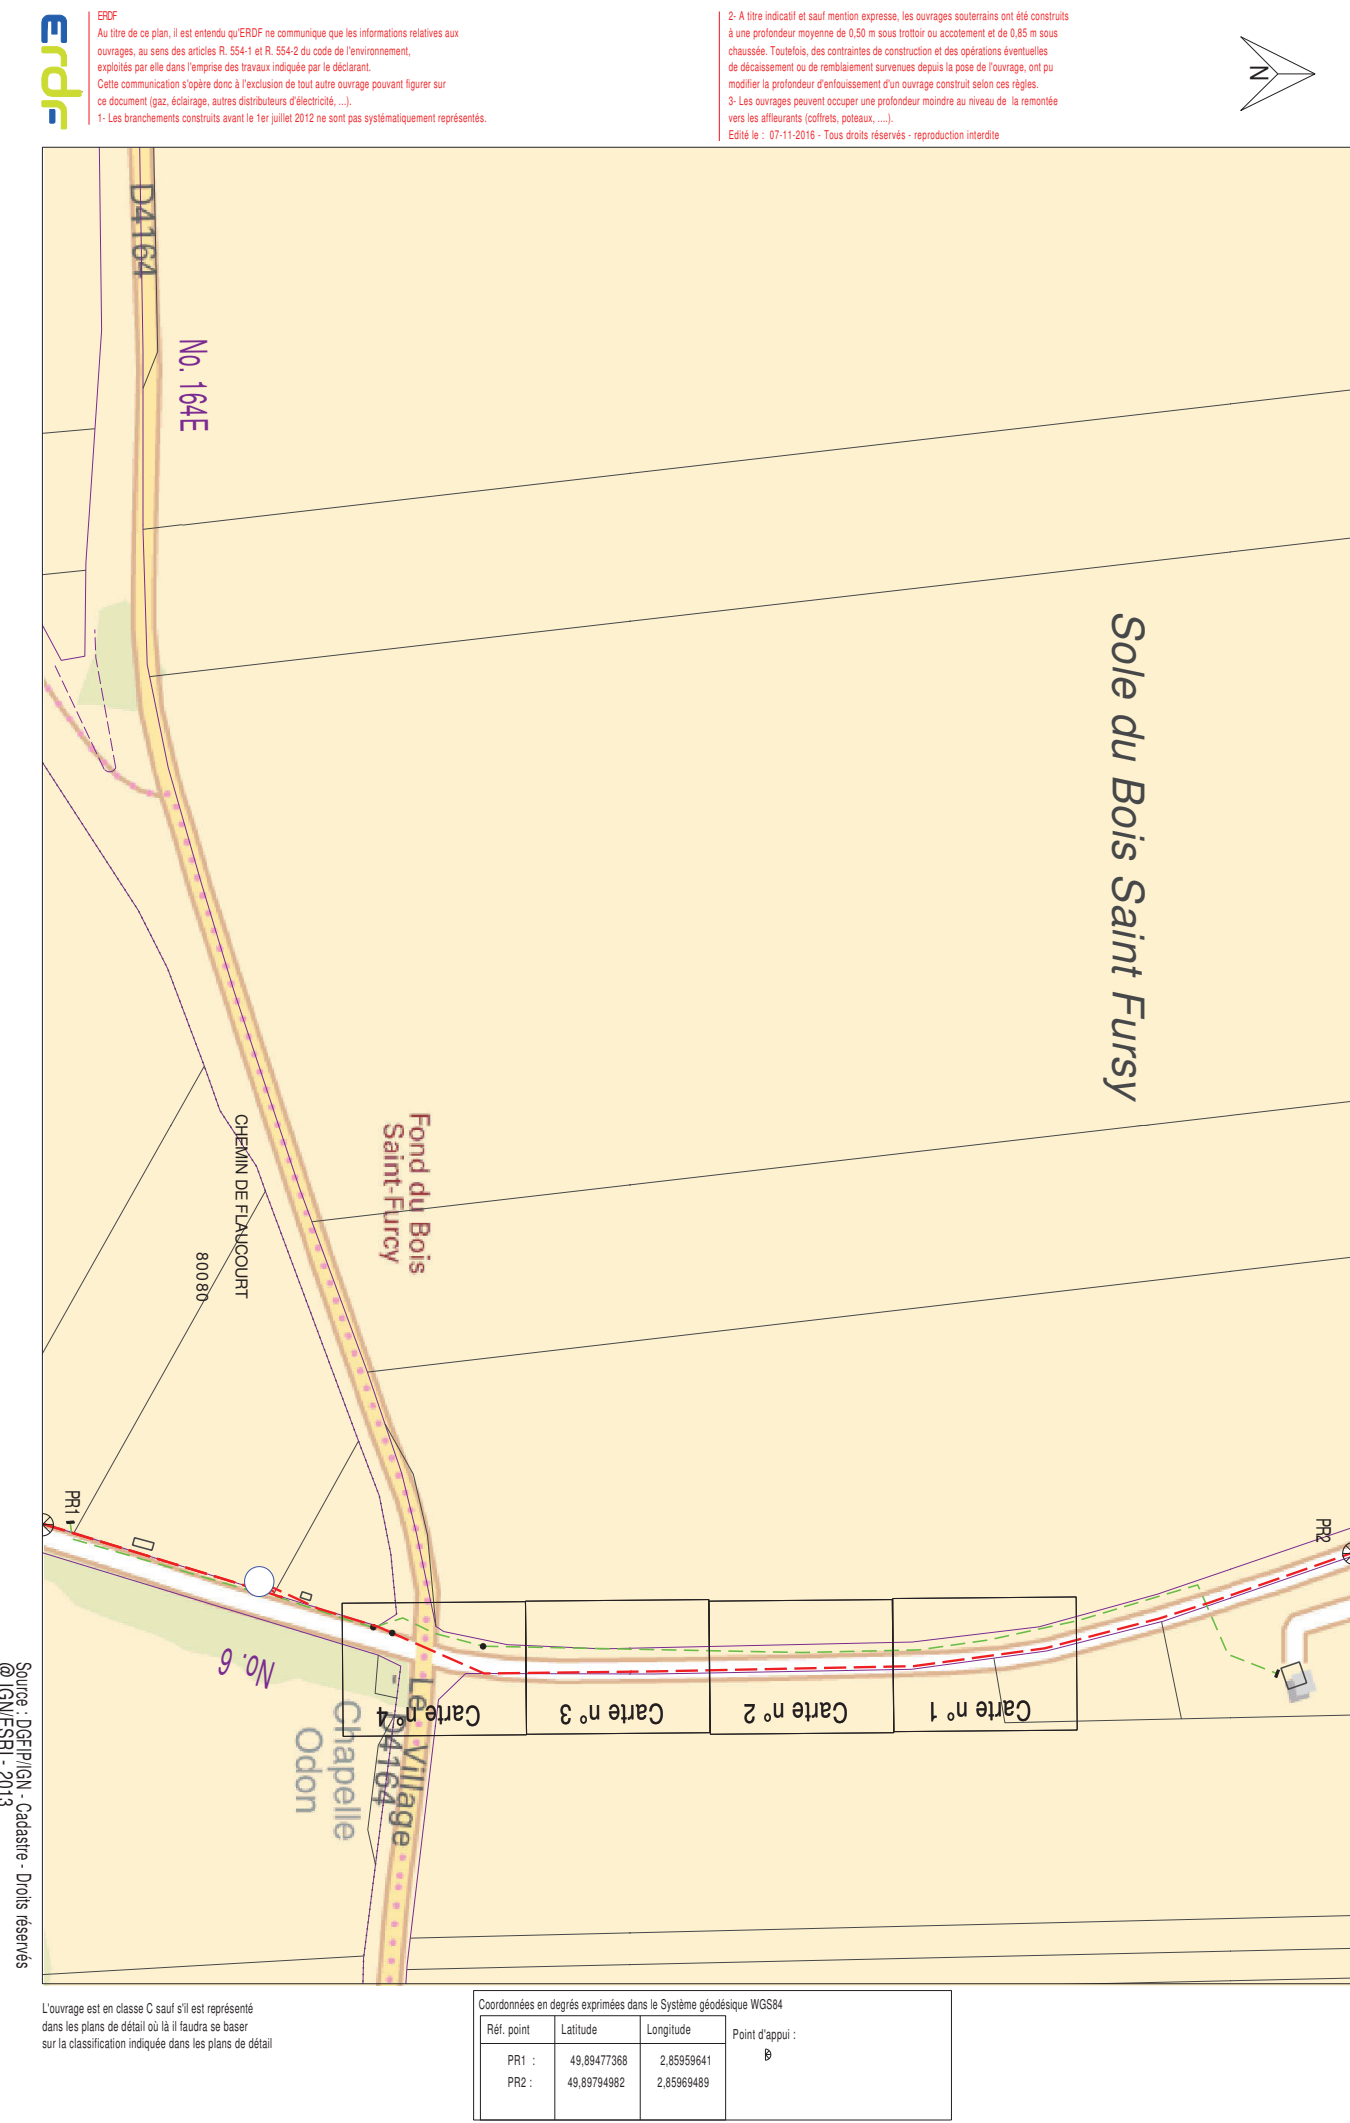 ERDF
ERDF
Au titre de ce plan, il est entendu qu'ERDF ne communique que les informations relatives aux
ouvrages, au sens des articles R. 554-1 et R. 554-2 du code de l'environnement,
exploités par elle dans l'emprise des travaux indiquée par le déclarant.
Cette communication s'opère donc à l'exclusion de tout autre ouvrage pouvant figurer sur
ce document (gaz, éclairage, autres distributeurs d'électricité, ...).
1- Les branchements construits avant le 1er juillet 2012 ne sont pas systématiquement représentés.
2- A titre indicatif et sauf mention expresse, les ouvrages souterrains ont été construits
à une profondeur moyenne de 0,50 m sous trottoir ou accotement et de 0,85 m sous
chaussée. Toutefois, des contraintes de construction et des opérations éventuelles
de décaissement ou de remblaiement survenues depuis la pose de l'ouvrage, ont pu
modifier la profondeur d'enfouissement d'un ouvrage construit selon ces règles.
3- Les ouvrages peuvent occuper une profondeur moindre au niveau de la remontée
vers les affleurants (coffrets, poteaux, ....).
Edité le : 07-11-2016 - Tous droits réservés - reproduction interdite
N
D4164
No. 164E
Sole du Bois Saint Fursy
Fond du Bois
Saint-Furcy
CHEMIN DE FLAUCOURT
80080
PR1
PR2
No. 6
Carte n° 4
Carte n° 3
Carte n° 2
Carte n° 1
Le Village
D4164
Chapelle
Odon
Source : DGFIP/IGN - Cadastre - Droits réservés
@ IGN/ESRI - 2013
L'ouvrage est en classe C sauf s'il est représenté
dans les plans de détail où là il faudra se baser
sur la classification indiquée dans les plans de détail
Coordonnées en degrés exprimées dans le Système géodésique WGS84
Réf. point Latitude Longitude Point d'appui :
PR1 : 49,89477368 2,85959641
PR2 : 49,89794982 2,85969489